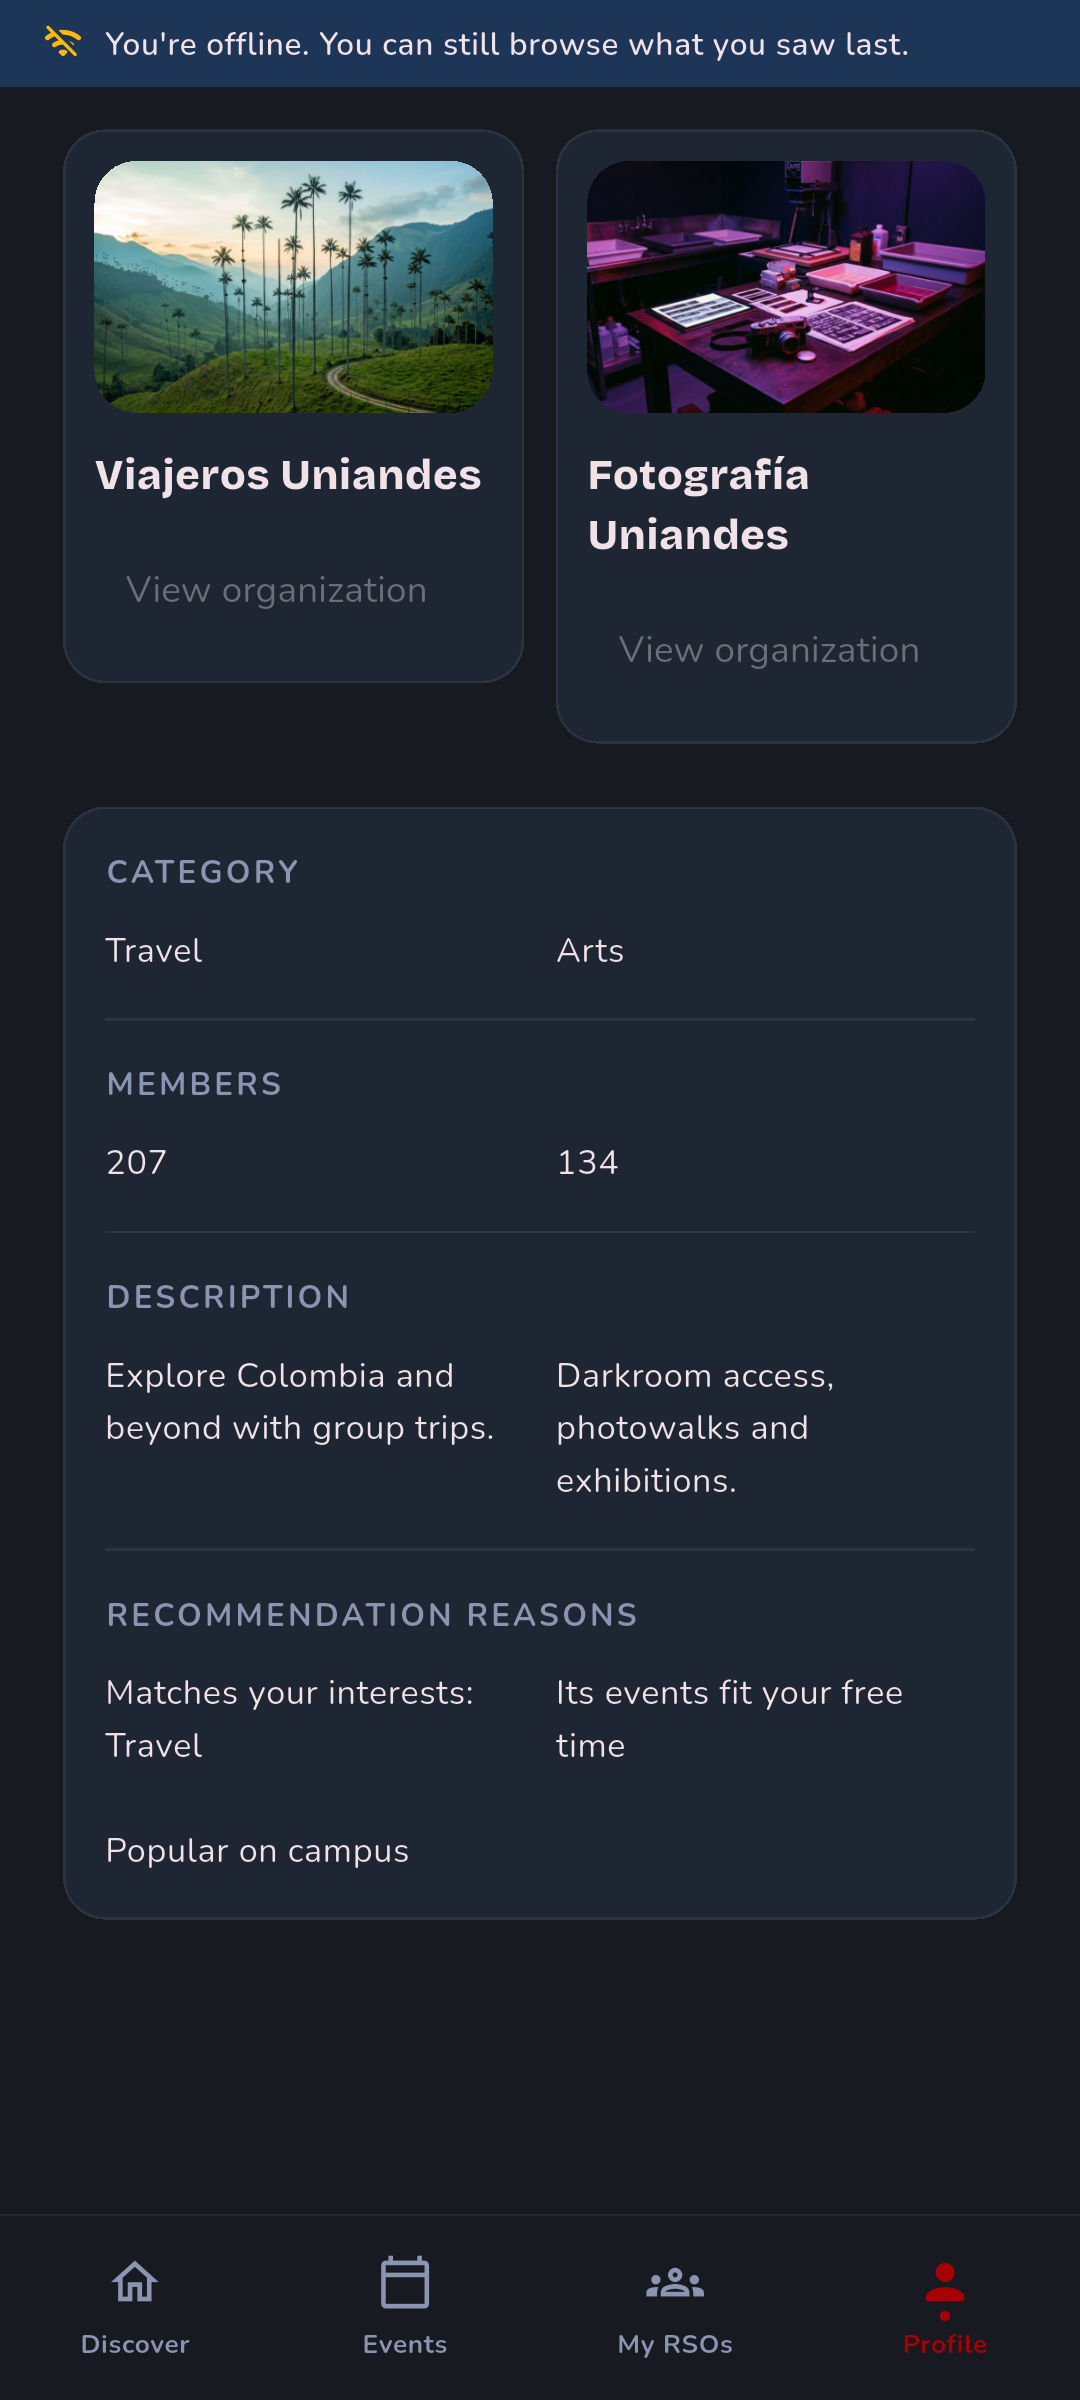 You're offline. You can still browse what you saw last.
Viajeros Uniandes
View organization
Fotografía
Uniandes
View organization
CATEGORY
Travel
Arts
MEMBERS
207
134
DESCRIPTION
Explore Colombia and
beyond with group trips.
Darkroom access,
photowalks and
exhibitions.
RECOMMENDATION REASONS
Matches your interests:
Travel
Popular on campus
Its events fit your free
time
Discover
Events
My RSOs
Profile